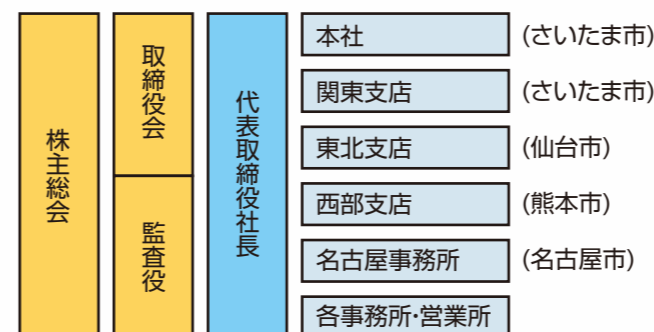 株主総会
取締役会
監査役
代表取締役社長
本社 (さいたま市)
関東支店 (さいたま市)
東北支店 (仙台市)
西部支店 (熊本市)
名古屋事務所 (名古屋市)
各事務所・営業所